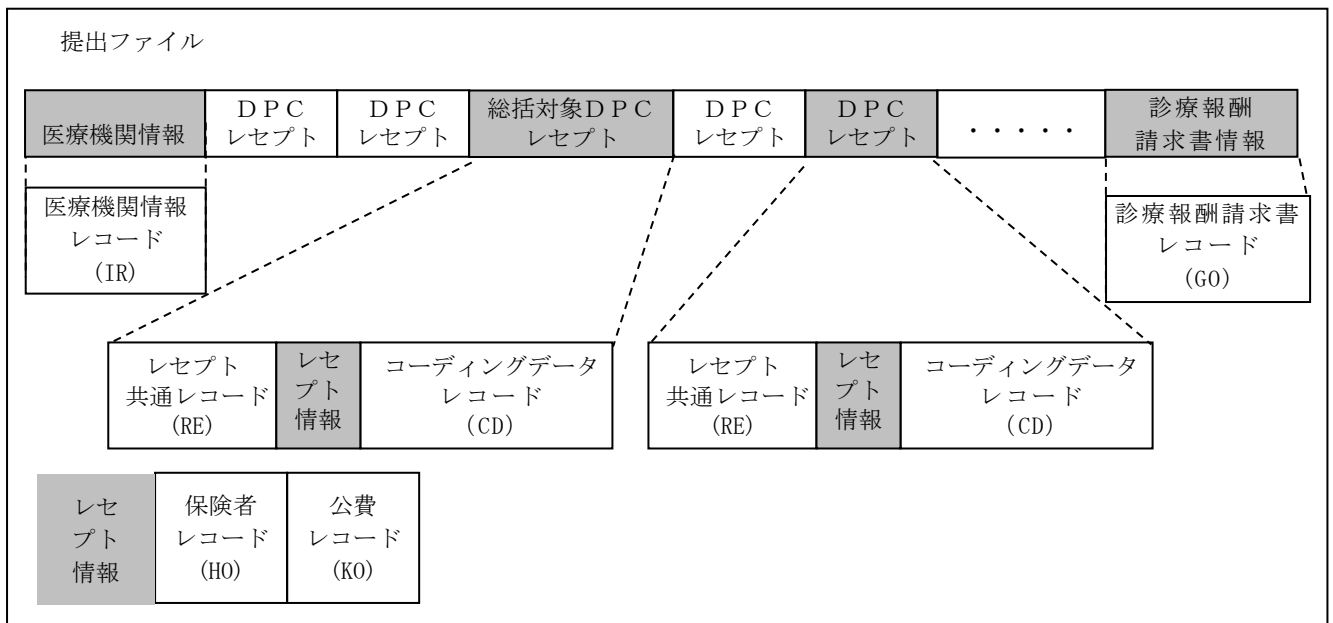 提出ファイル
医療機関情報
ＤＰＣ
レセプト
ＤＰＣ
レセプト
総括対象ＤＰＣ
レセプト
ＤＰＣ
レセプト
ＤＰＣ
レセプト
・・・・・
診療報酬
請求書情報
医療機関情報
レコード
(IR)
診療報酬請求書
レコード
(GO)
レセプト
共通レコード
(RE)
レセ
プト
情報
コーディングデータ
レコード
(CD)
レセプト
共通レコード
(RE)
レセ
プト
情報
コーディングデータ
レコード
(CD)
レセ
プト
情報
保険者
レコード
(HO)
公費
レコード
(KO)